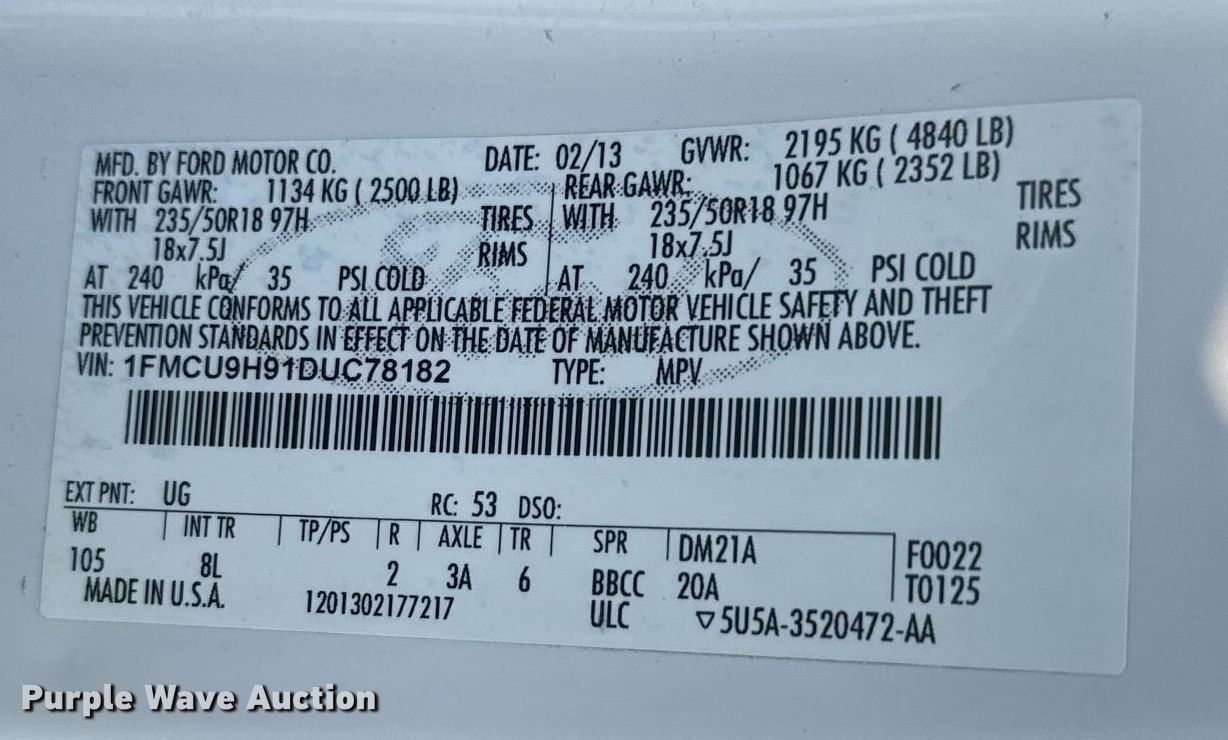 MFD. BY FORD MOTOR CO. DATE: 02/13 GVWR: 2195 KG ( 4840 LB)
FRONT GAWR: 1134 KG ( 2500 LB) REAR GAWR: 1067 KG ( 2352 LB)
WITH 235/50R18 97H TIRES WITH 235/50R18 97H TIRES
18x7.5J RIMS 18x7.5J RIMS
AT 240 kPa/ 35 PSI COLD AT 240 kPa/ 35 PSI COLD
THIS VEHICLE CONFORMS TO ALL APPLICABLE FEDERAL MOTOR VEHICLE SAFETY AND THEFT
PREVENTION STANDARDS IN EFFECT ON THE DATE OF MANUFACTURE SHOWN ABOVE.
VIN: 1FMCU9H91DUC78182 TYPE: MPV
EXT PNT: UG RC: 53 DSO:
WB INT TR TP/PS R AXLE TR SPR DM21A F0022
105 8L 2 3A 6 BBCC 20A T0125
MADE IN U.S.A. 1201302177217 ULC ▽5U5A-3520472-AA
Purple Wave Auction